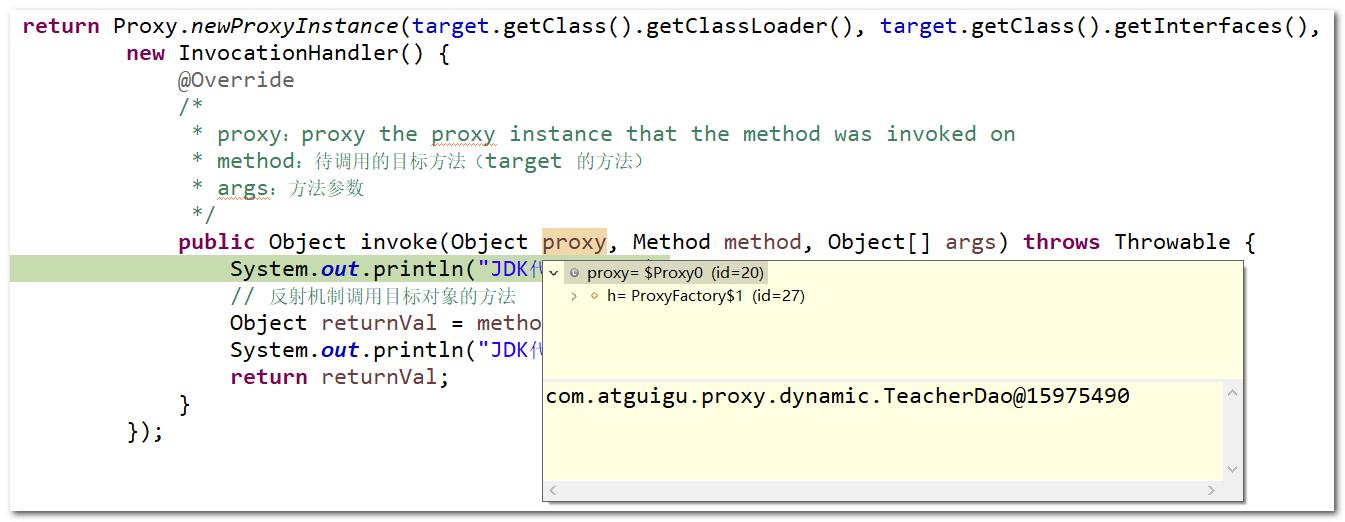 return Proxy.newProxyInstance(target.getClass().getClassLoader(), target.getClass().getInterfaces(),
new InvocationHandler() {
@Override
/*
* proxy：proxy the proxy instance that the method was invoked on
* method：待调用的目标方法（target 的方法）
* args：方法参数
*/
public Object invoke(Object proxy, Method method, Object[] args) throws Throwable {
System.out.println("JDK代
proxy= $Proxy0 (id=20)
// 反射机制调用目标对象的方法
h= ProxyFactory$1 (id=27)
Object returnVal = metho
System.out.println("JDK代
return returnVal;
com.atguigu.proxy.dynamic.TeacherDao@15975490
}
});